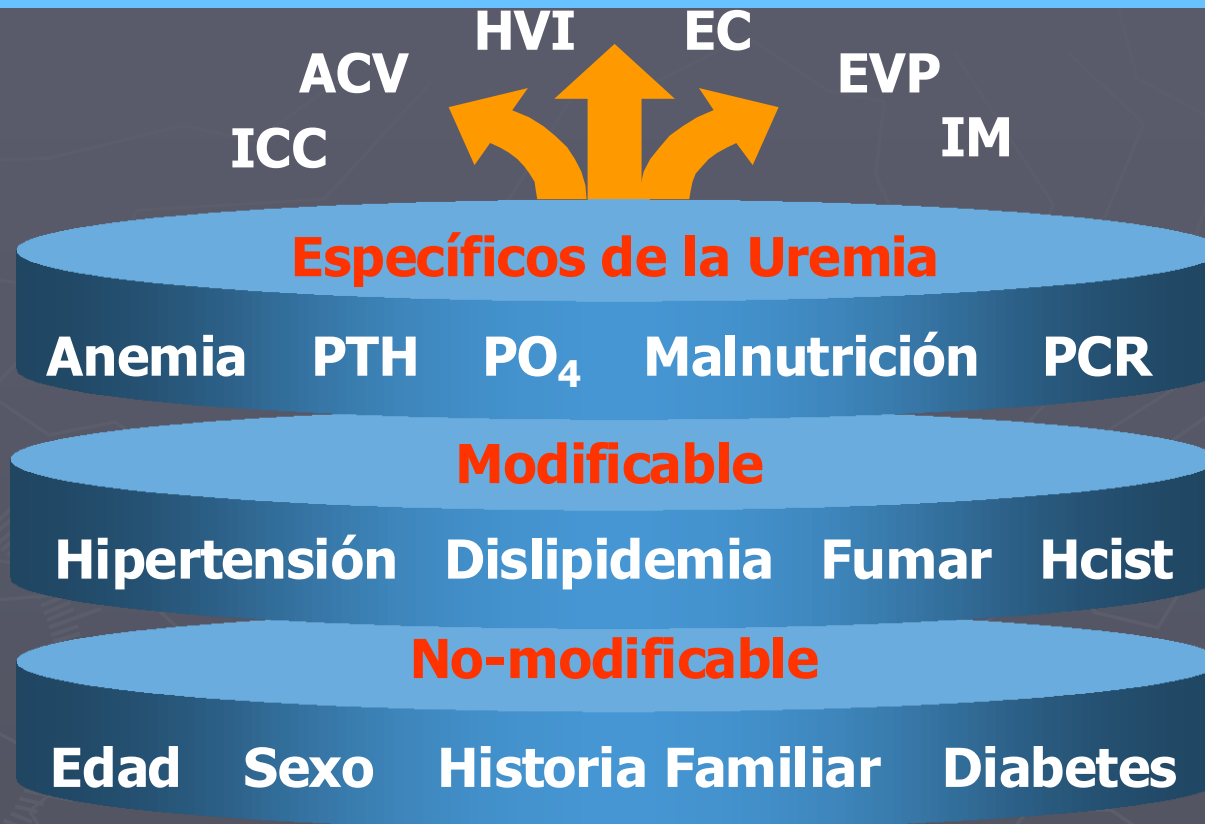 HVI EC
ACV EVP
ICC IM
Específicos de la Uremia
Anemia PTH PO₄ Malnutrición PCR
Modificable
Hipertensión Dislipidemia Fumar Hcist
No-modificable
Edad Sexo Historia Familiar Diabetes